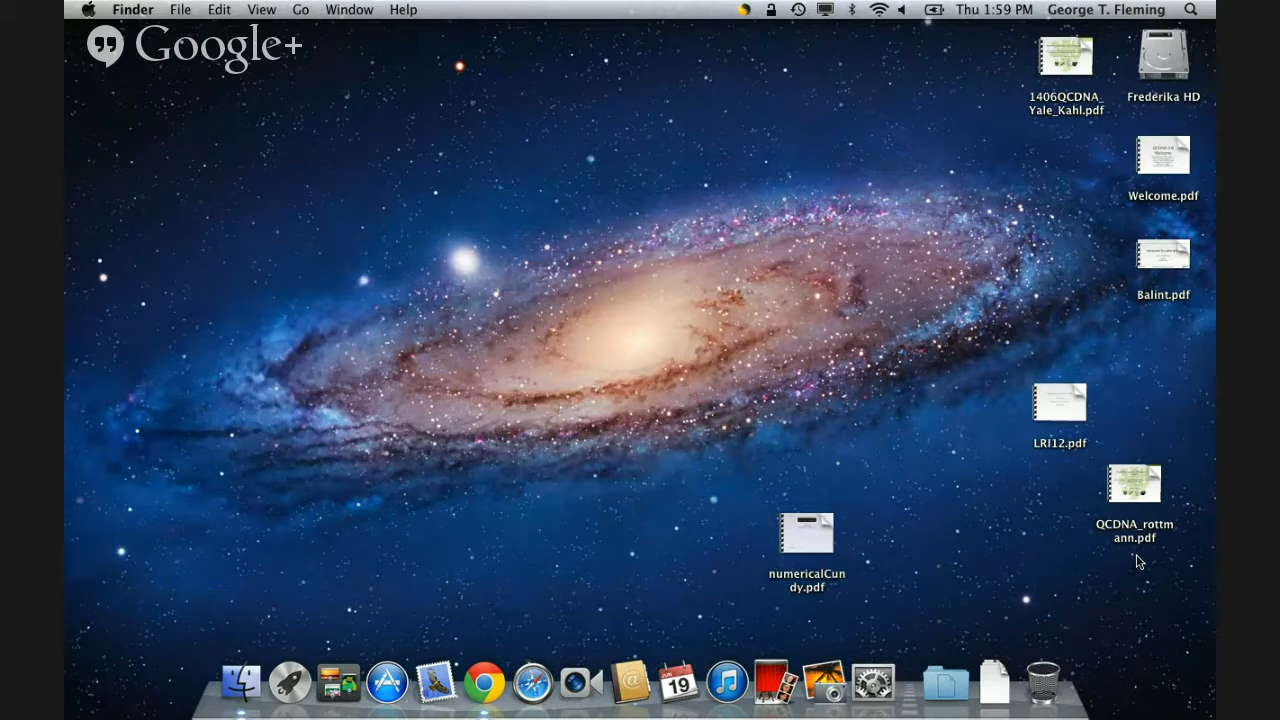 Finder File Edit View Go Window Help Thu 1:59 PM George T. Fleming
Google+
1406QCDNA_
Yale_Kahl.pdf
Frederika HD
Welcome.pdf
Balint.pdf
LRI12.pdf
QCDNA_rottm
ann.pdf
numericalCun
dy.pdf
JUN
19